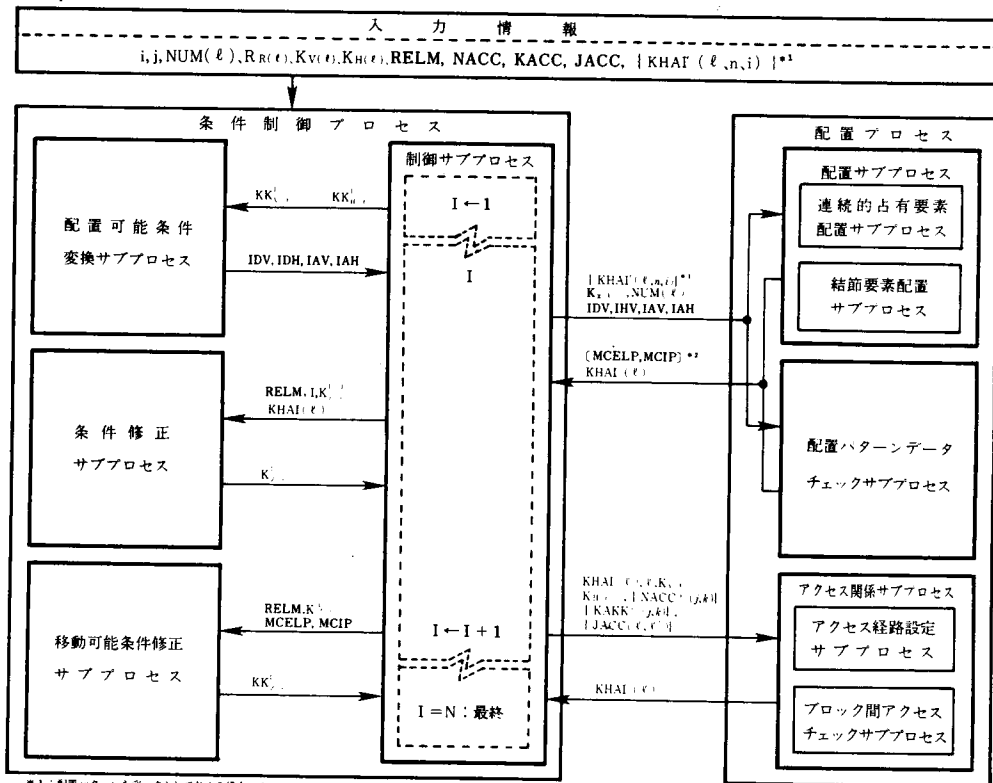 入力情報
i, j, NUM(ℓ), RR(ℓ), KV(ℓ), KH(ℓ), RELM, NACC, KACC, JACC, {KHAI(ℓ,n,i)}*1
条件制御プロセス
配置可能条件
変換サブプロセス
IDV, IDH, IAV, IAH
条件修正
サブプロセス
RELM, I,
KHAI(ℓ)
移動可能条件修正
サブプロセス
RELM,
MCELP, MCIP
制御サブプロセス
I←1
I
I←I+1
I=N:最終
{KHAI(ℓ,n,i)}*1
NUM(ℓ)
IDV, IHV, IAV, IAH
[MCELP, MCIP]*2
KHAI(ℓ)
KHAI
{NACC (j,k)}
{KAKK (j,k)},
{JACC(ℓ,ℓ')}
KHAI(ℓ)
配置プロセス
配置サブプロセス
連続的占有要素
配置サブプロセス
結節要素配置
サブプロセス
配置パターンデータ
チェックサブプロセス
アクセス関係サブプロセス
アクセス経路設定
サブプロセス
ブロック間アクセス
チェックサブプロセス